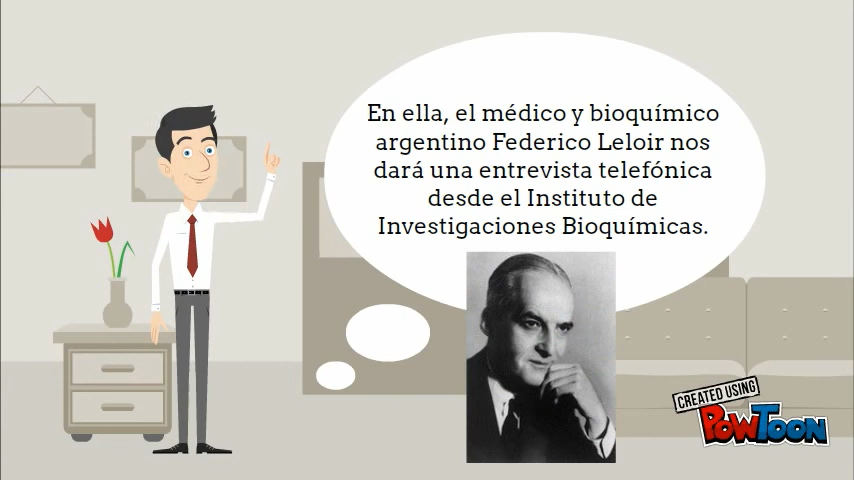 En ella, el médico y bioquímico
argentino Federico Leloir nos
dará una entrevista telefónica
desde el Instituto de
Investigaciones Bioquímicas.
CREATED USING
POWTOON